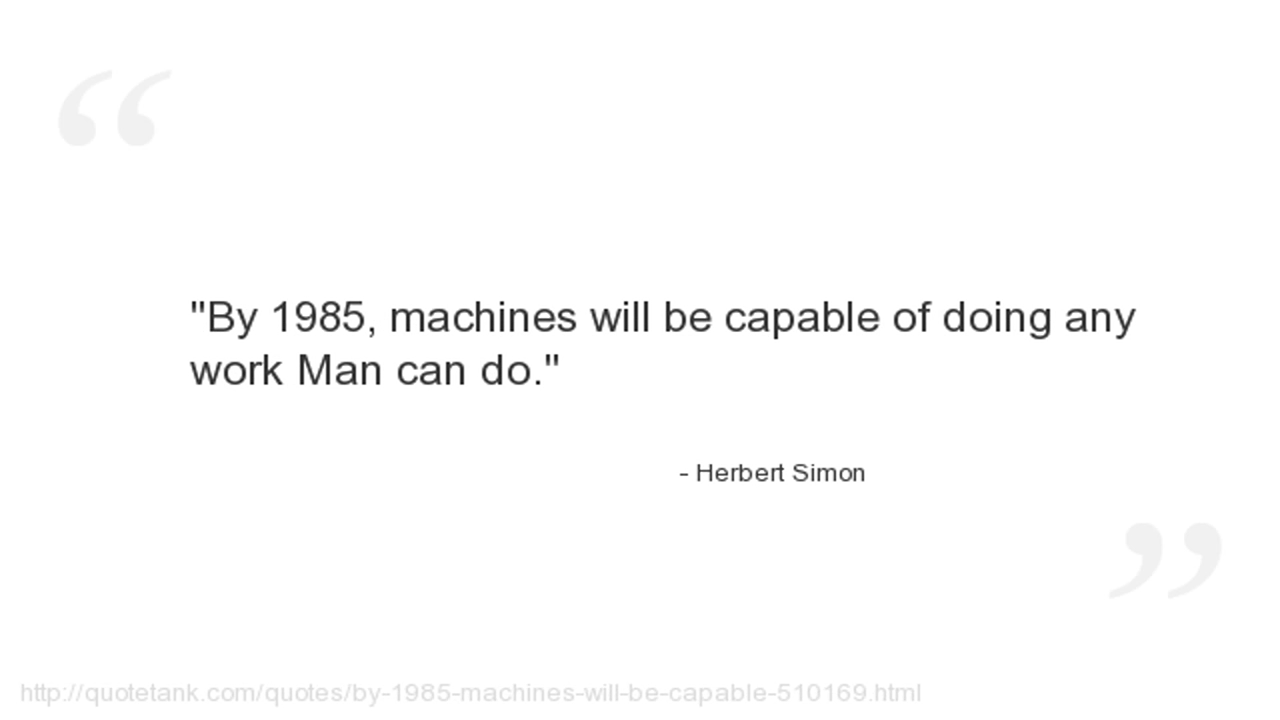 "By 1985, machines will be capable of doing any
work Man can do."
- Herbert Simon
http://quotetank.com/quotes/by-1985-machines-will-be-capable-510169.html